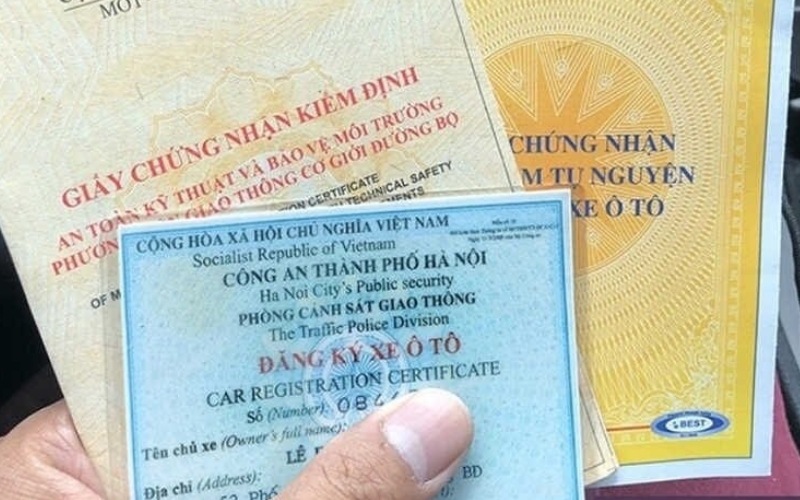 MỘT
GIẤY CHỨNG NHẬN KIỂM ĐỊNH
AN TOÀN KỸ THUẬT VÀ BẢO VỆ MÔI TRƯỜNG
PHƯƠNG GIAO THÔNG CƠ GIỚI ĐƯỜNG BỘ
CERTIFICATE
TECHNICAL SAFETY
OF
CHỨNG NHẬN
M TỰ NGUYỆN
XE Ô TÔ
BEST
CỘNG HÒA XÃ HỘI CHỦ NGHĨA VIỆT NAM
Socialist Republic of Vietnam
CÔNG AN THÀNH PHỐ HÀ NỘI
Ha Noi City's Public security
PHÒNG CẢNH SÁT GIAO THÔNG
The Traffic Police Division
ĐĂNG KÝ XE Ô TÔ
CAR REGISTRATION CERTIFICATE
Số (Number): 084
Tên chủ xe (Owner's full name):
LÊ
Địa chỉ (Address): BD